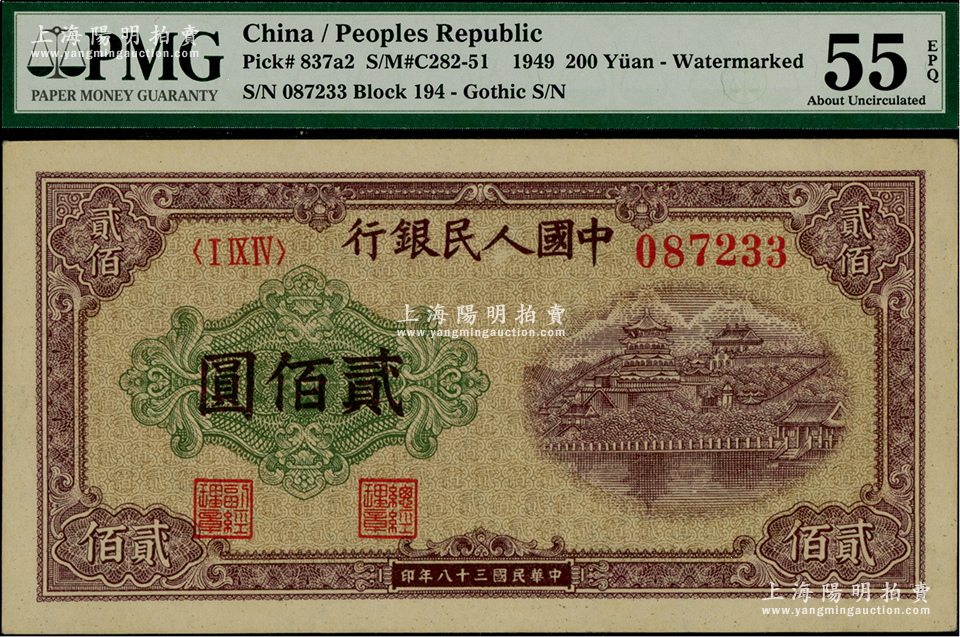 PMG
PAPER MONEY GUARANTY
China / Peoples Republic
Pick# 837a2 S/M#C282-51 1949 200 Yüan - Watermarked
S/N 087233 Block 194 - Gothic S/N
55
EPQ
About Uncirculated
上海陽明拍賣
www.yangmingauction.com
貳佰
行銀民人國中
貳佰
〈I IX IV〉
087233
上海陽明拍賣
www.yangmingauction.com
圓佰貳
佰貳
印年八十三國民華中
佰貳
上海陽明拍賣
www.yangmingauction.com